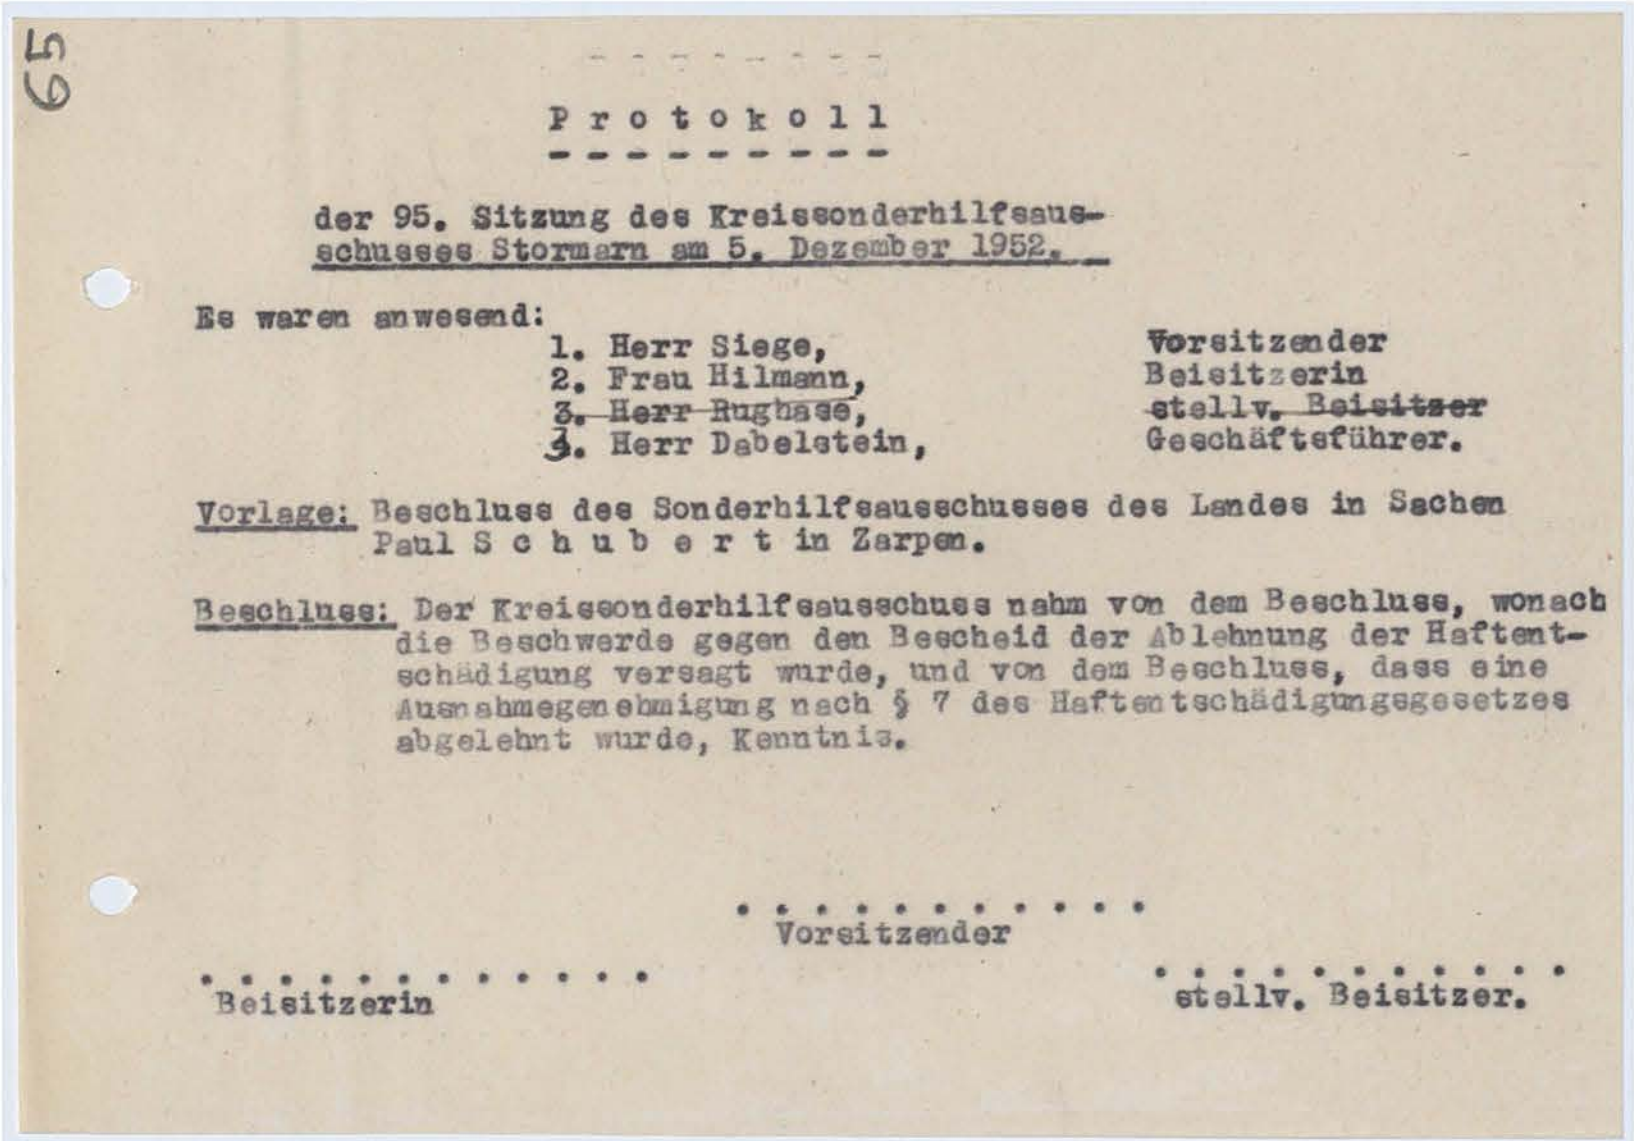 65
P r o t o k o l l
der 95. Sitzung des Kreissonderhilfsaus-
schusses Stormarn am 5. Dezember 1952.
Es waren anwesend:
1. Herr Siege, Vorsitzender
2. Frau Hilmann, Beisitzerin
3. Herr Rughase, stellv. Beisitzer
3. Herr Dabelstein, Geschäftsführer.
Vorlage: Beschluss des Sonderhilfsausschusses des Landes in Sachen
Paul S c h u b e r t in Zarpen.
Beschluss: Der Kreissonderhilfsausschuss nahm von dem Beschluss, wonach
die Beschwerde gegen den Bescheid der Ablehnung der Haftent-
schädigung versagt wurde, und von dem Beschluss, dass eine
Ausnahmegenehmigung nach § 7 des Haftentschädigungsgesetzes
abgelehnt wurde, Kenntnis.
Vorsitzender
Beisitzerin stellv. Beisitzer.